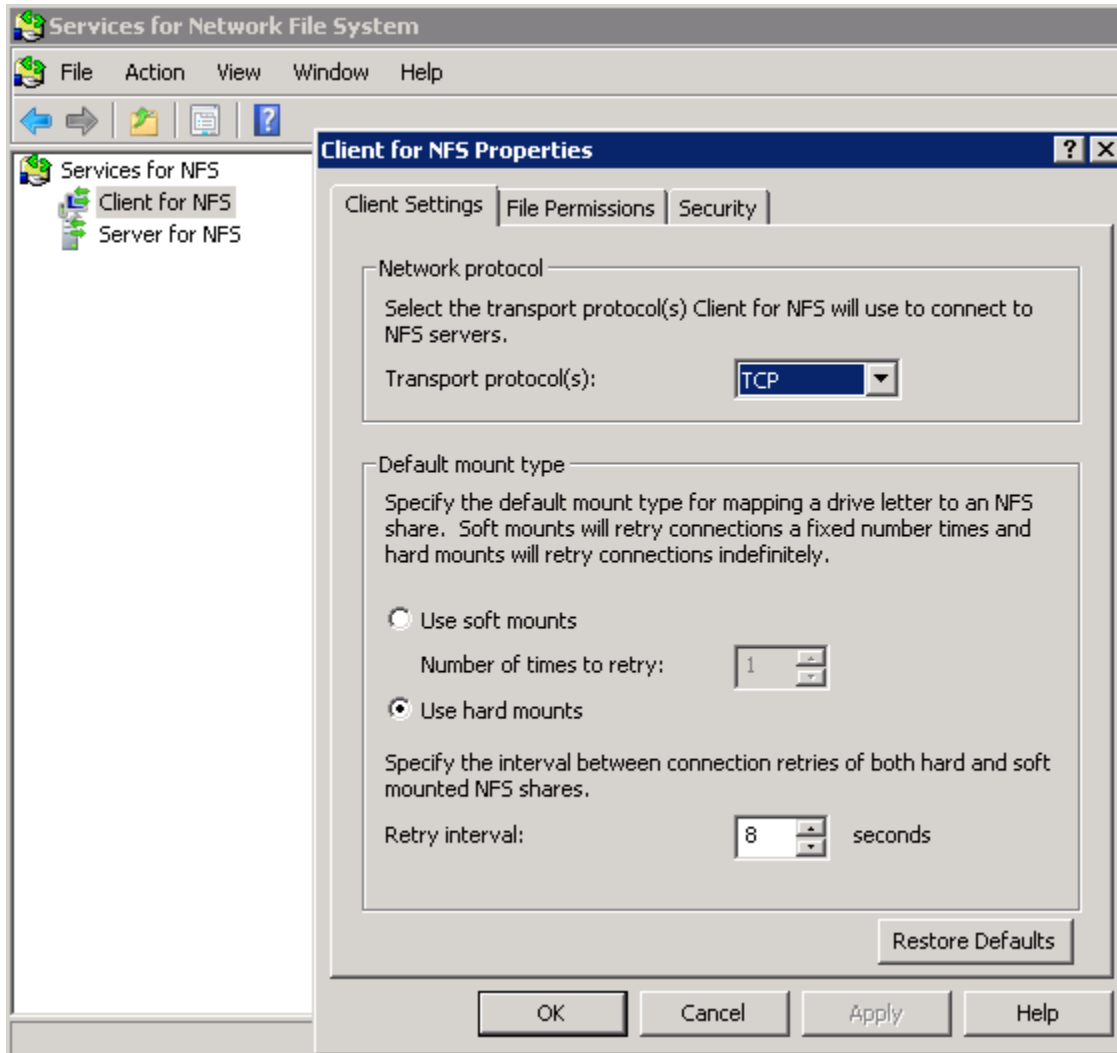 Services for Network File System
File Action View Window Help
Services for NFS
Client for NFS
Server for NFS
Client for NFS Properties
Client Settings File Permissions Security
Network protocol
Select the transport protocol(s) Client for NFS will use to connect to
NFS servers.
Transport protocol(s): TCP
Default mount type
Specify the default mount type for mapping a drive letter to an NFS
share. Soft mounts will retry connections a fixed number times and
hard mounts will retry connections indefinitely.
Use soft mounts
Number of times to retry: 1
Use hard mounts
Specify the interval between connection retries of both hard and soft
mounted NFS shares.
Retry interval: 8 seconds
Restore Defaults
OK Cancel Apply Help